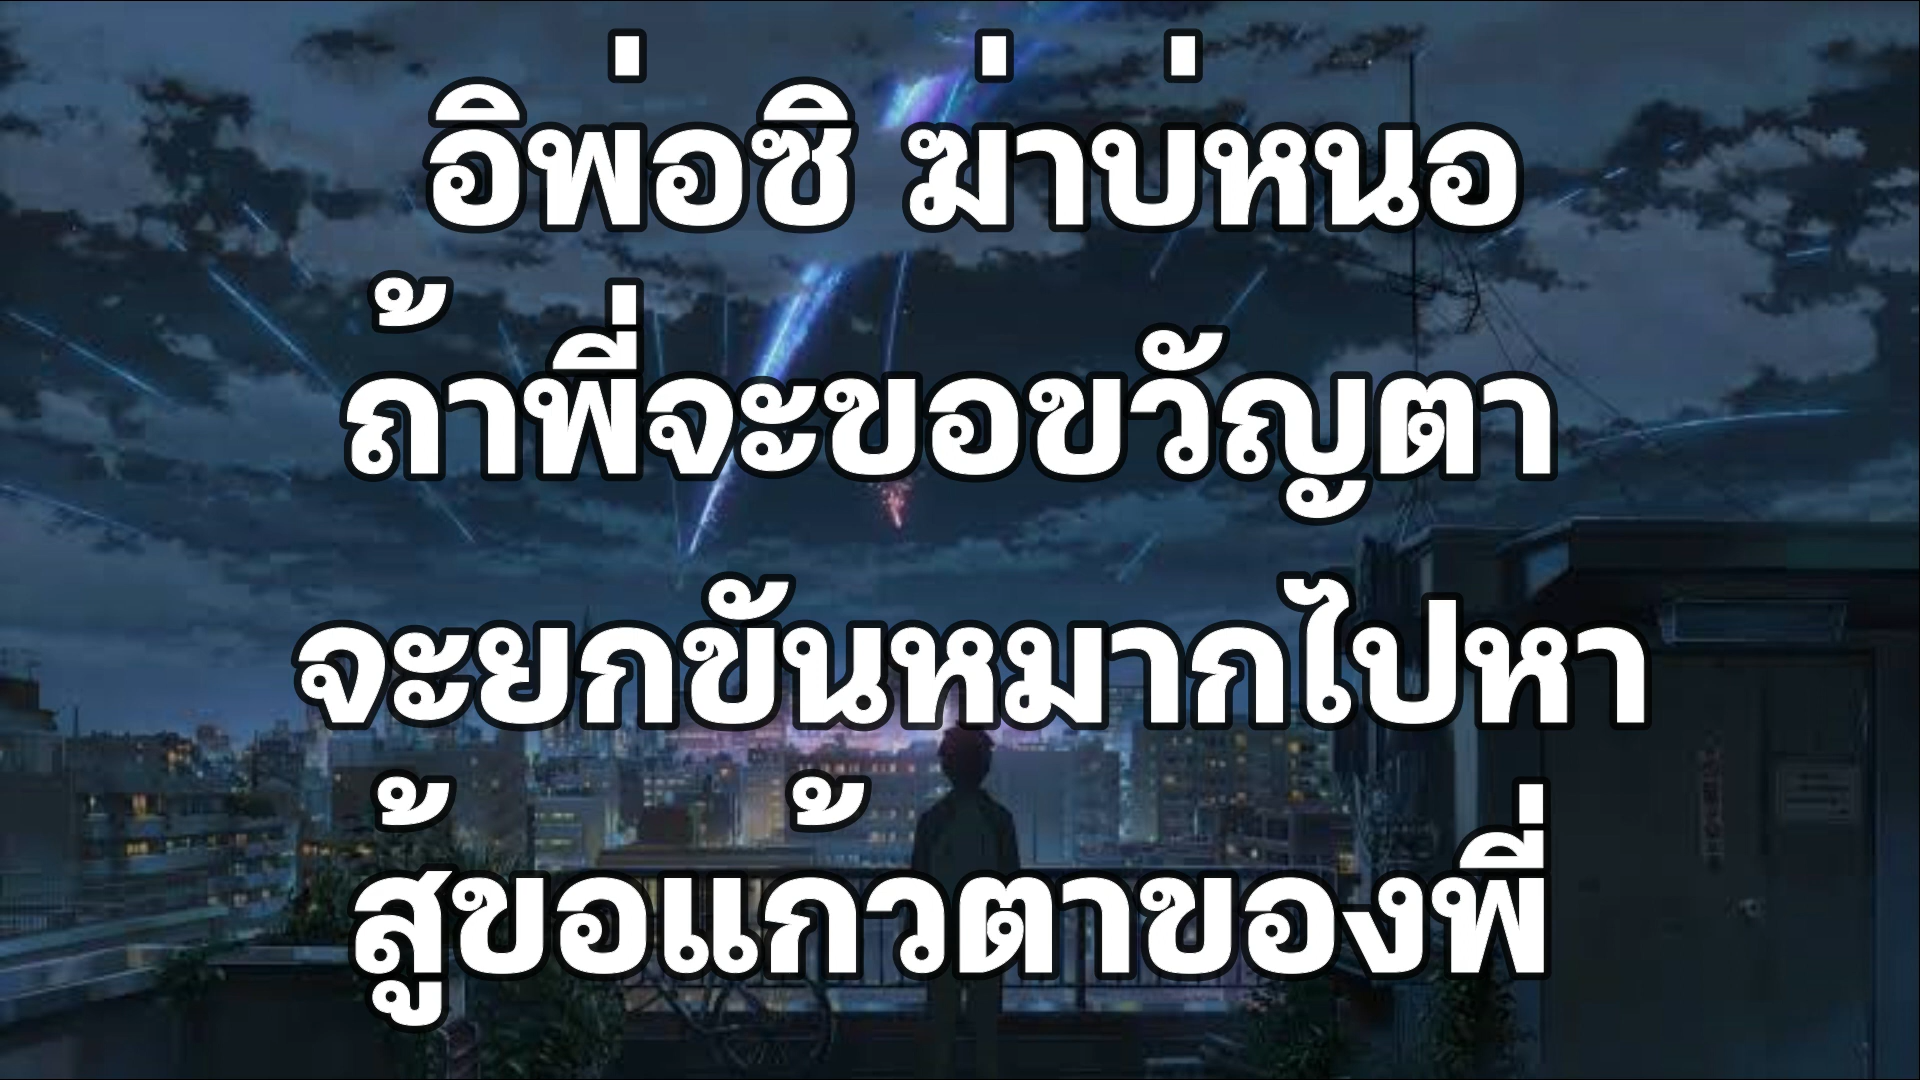 อิพ่อซิ ฆ่าบ่หนอ
ถ้าพี่จะขอขวัญตา
จะยกขันหมากไปหา
สู้ขอแก้วตาของพี่